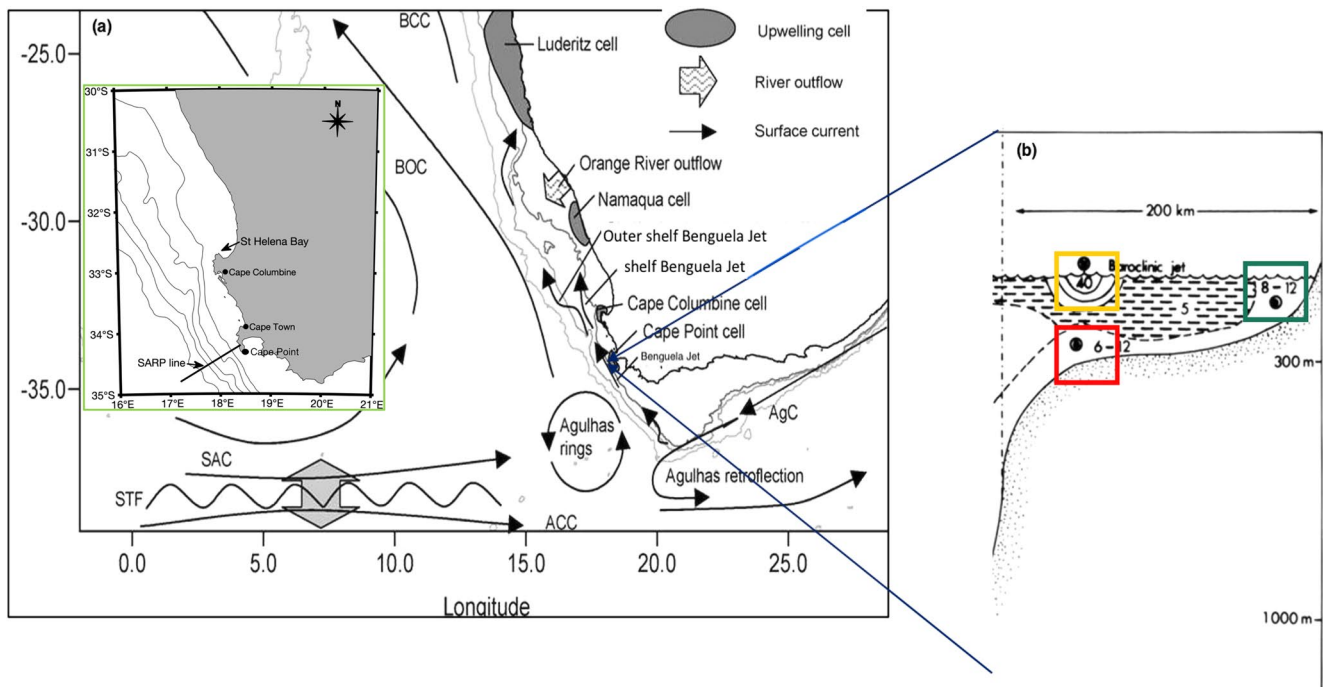 (a)
BCC
Luderitz cell
Upwelling cell
River outflow
Surface current
-25.0
-30.0
-35.0
30°S
31°S
32°S
33°S
34°S
35°S
16°E
17°E
18°E
19°E
20°E
21°E
N
St Helena Bay
Cape Columbine
Cape Town
Cape Point
SARP line
BOC
Orange River outflow
Namaqua cell
Outer shelf Benguela Jet
shelf Benguela Jet
Cape Columbine cell
Cape Point cell
Benguela Jet
AgC
Agulhas
rings
Agulhas retroflection
SAC
STF
ACC
0.0
5.0
10.0
15.0
20.0
25.0
Longitude
(b)
200 km
Baroclinic jet
40
8-12
5
6-12
300 m
1000 m